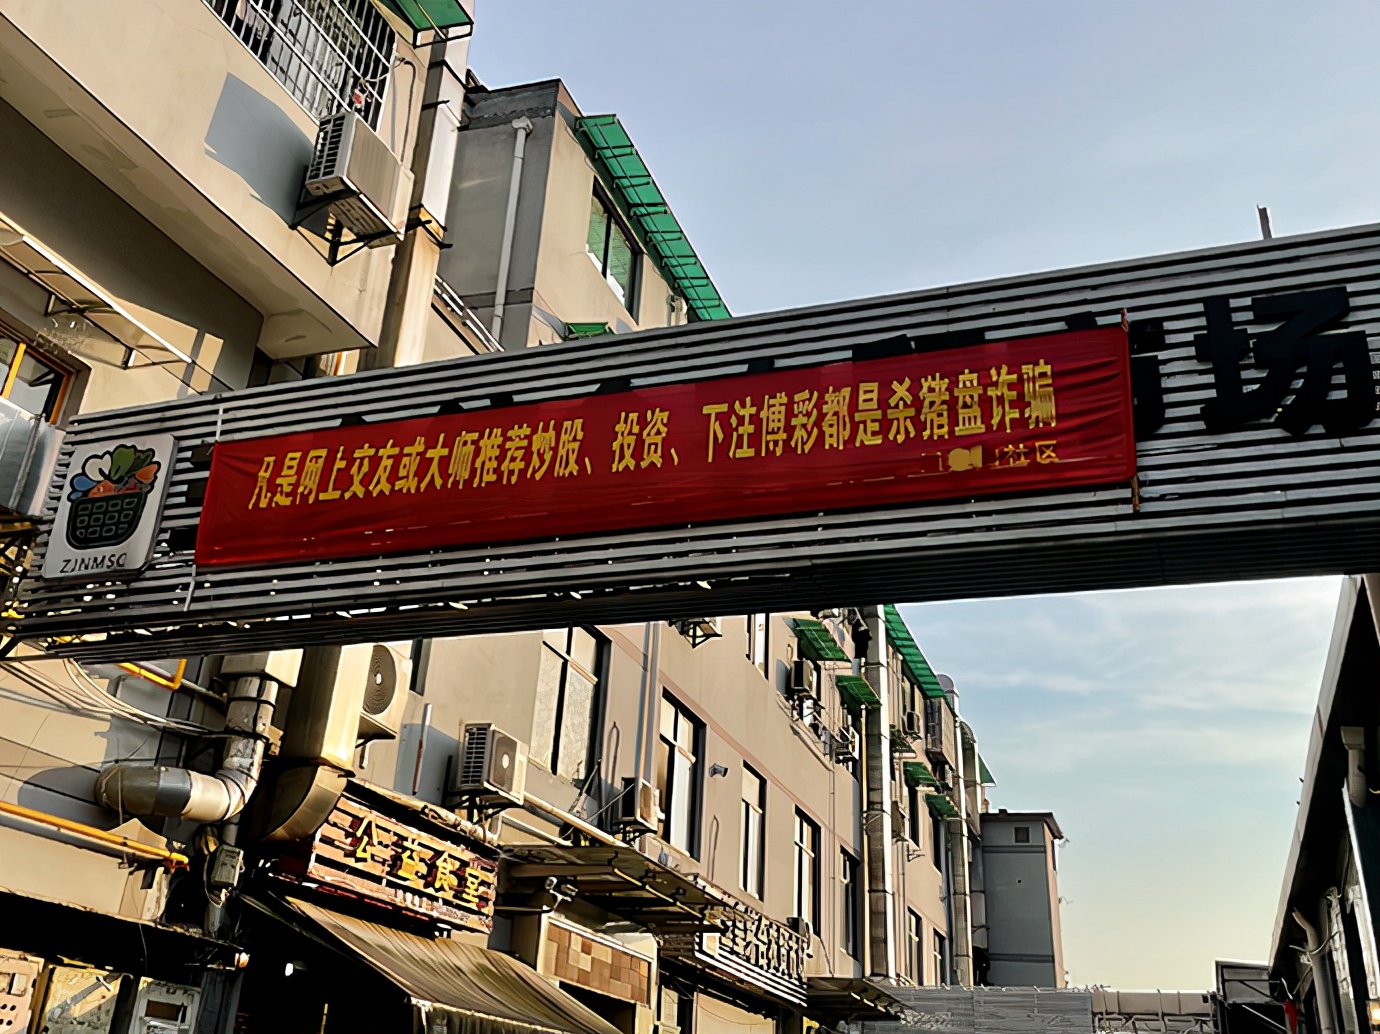 凡是网上交友或大师推荐炒股、投资、下注博彩都是杀猪盘诈骗
社区
场
ZJNMSC